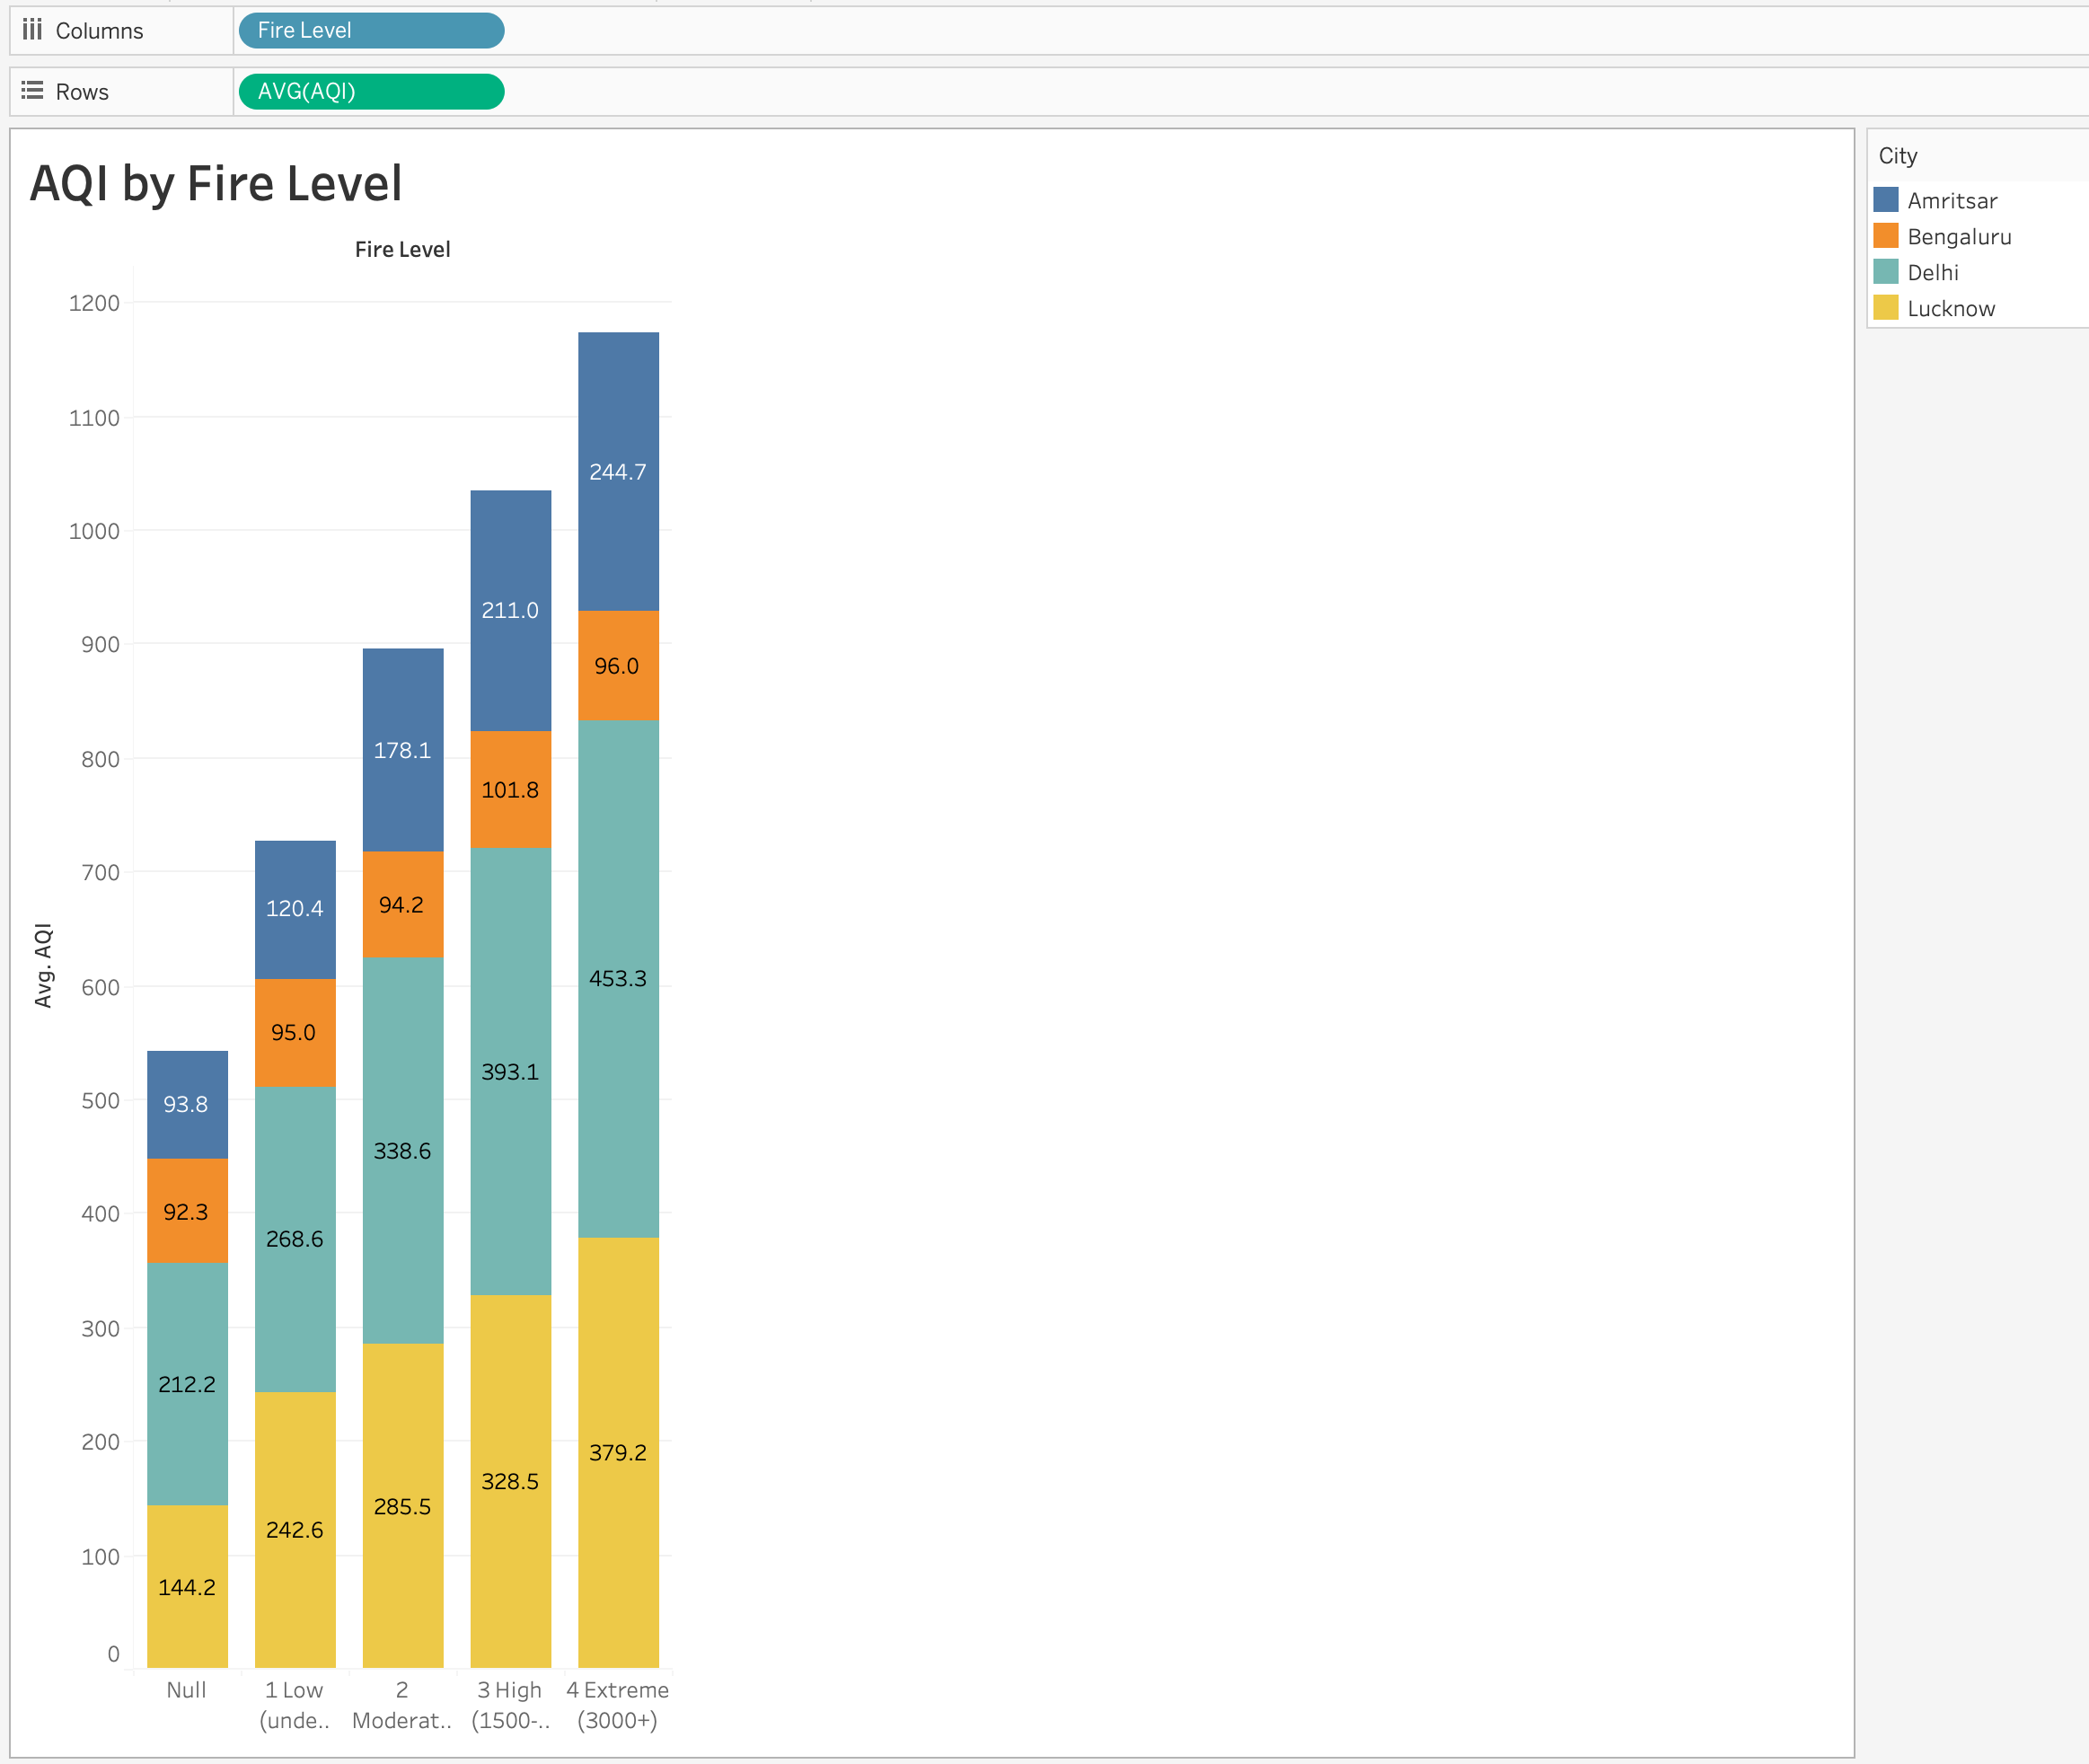 Columns
Fire Level
Rows
AVG(AQI)
AQI by Fire Level
Fire Level
City
Amritsar
Bengaluru
Delhi
Lucknow
Avg. AQI
1200
1100
1000
900
800
700
600
500
400
300
200
100
0
93.8
92.3
212.2
144.2
120.4
95.0
268.6
242.6
178.1
94.2
338.6
285.5
211.0
101.8
393.1
328.5
244.7
96.0
453.3
379.2
Null
1 Low
(unde..
2
Moderat..
3 High
(1500-..
4 Extreme
(3000+)